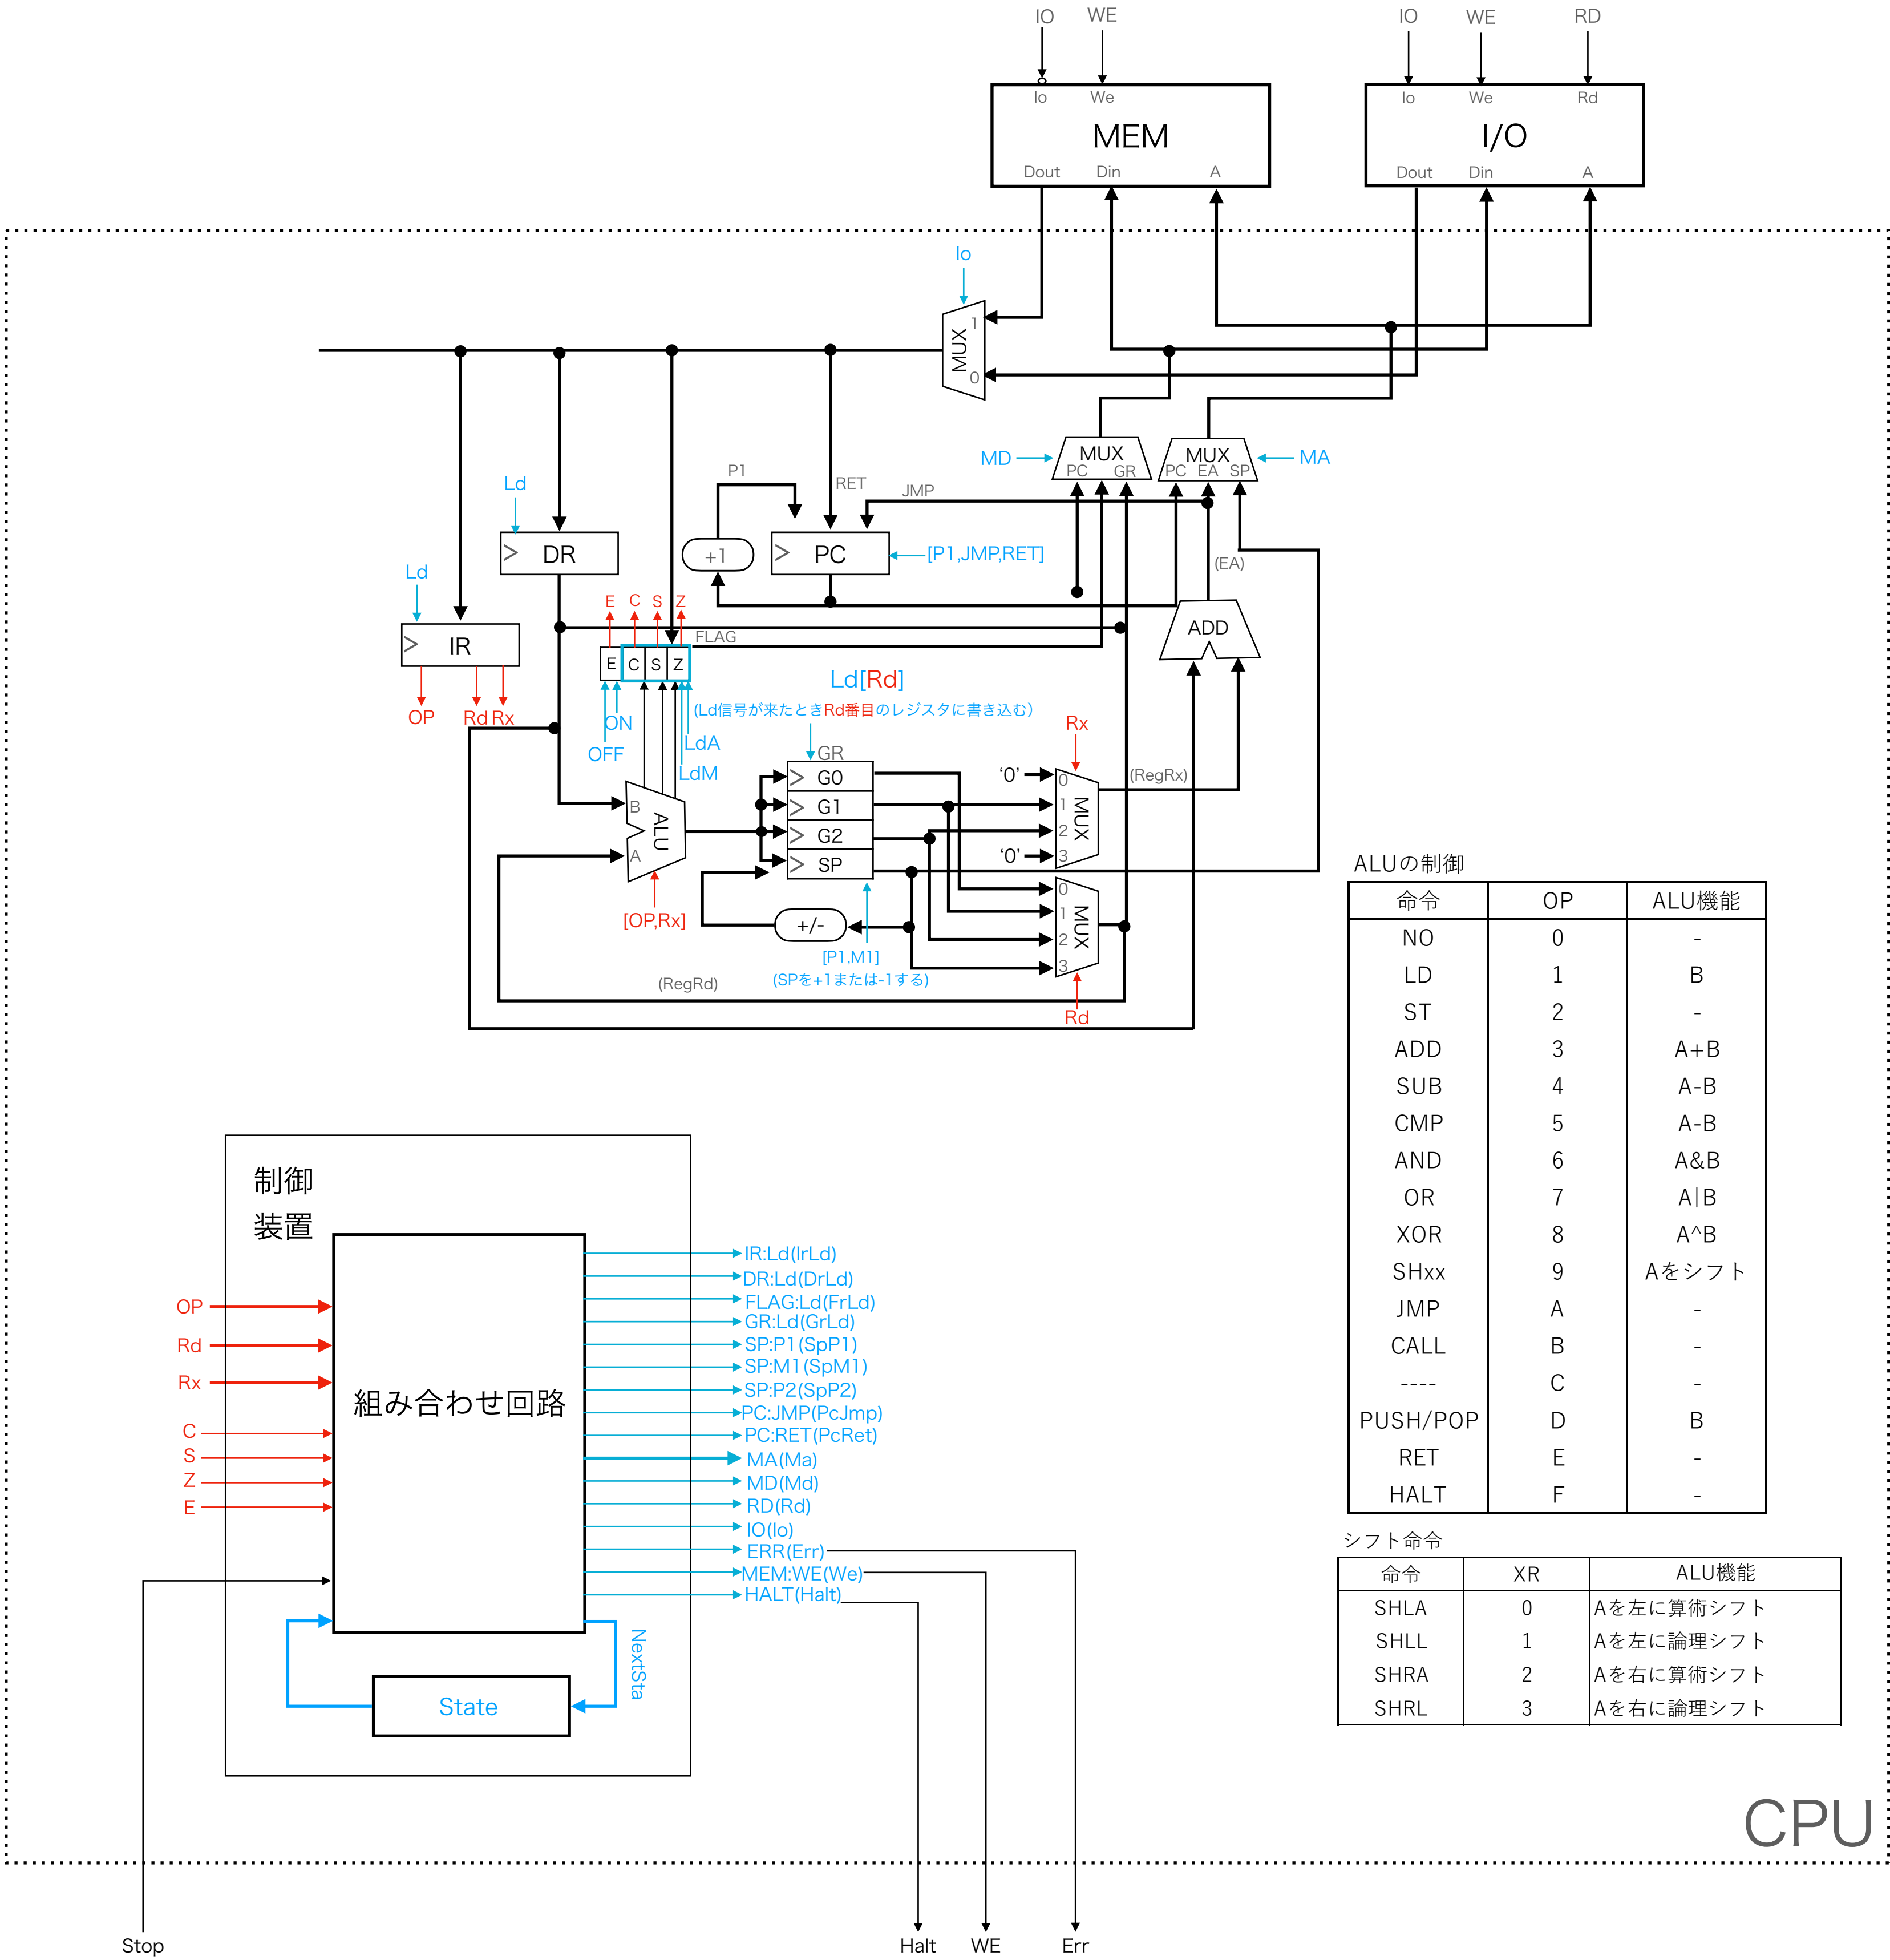 IO WE IO WE RD
Io We Io We Rd
MEM I/O
Dout Din A Dout Din A
Io
1
MUX
0
MD MUX MUX MA
PC GR PC EA SP
P1 RET JMP
Ld
DR +1 PC [P1,JMP,RET]
(EA)
Ld
E C S Z
IR FLAG ADD
E C S Z
Ld[Rd]
OP Rd Rx ON (Ld信号が来たときRd番目のレジスタに書き込む)
OFF LdA Rx
LdM GR
G0 '0' 0 (RegRx)
B G1 1
ALU G2 2 MUX
A SP '0' 3
0
[OP,Rx] +/- 1
2 MUX
[P1,M1] 3
(RegRd) (SPを+1または-1する)
Rd
ALUの制御
命令 OP ALU機能
NO 0 -
LD 1 B
ST 2 -
ADD 3 A+B
SUB 4 A-B
CMP 5 A-B
AND 6 A&B
OR 7 A|B
XOR 8 A^B
SHxx 9 Aをシフト
JMP A -
CALL B -
---- C -
PUSH/POP D B
RET E -
HALT F -
シフト命令
命令 XR ALU機能
SHLA 0 Aを左に算術シフト
SHLL 1 Aを左に論理シフト
SHRA 2 Aを右に算術シフト
SHRL 3 Aを右に論理シフト
制御
装置
OP
Rd
Rx
C
S
Z
E
組み合わせ回路
IR:Ld(IrLd)
DR:Ld(DrLd)
FLAG:Ld(FrLd)
GR:Ld(GrLd)
SP:P1(SpP1)
SP:M1(SpM1)
SP:P2(SpP2)
PC:JMP(PcJmp)
PC:RET(PcRet)
MA(Ma)
MD(Md)
RD(Rd)
IO(Io)
ERR(Err)
MEM:WE(We)
HALT(Halt)
NextSta
State
CPU
Stop Halt WE Err